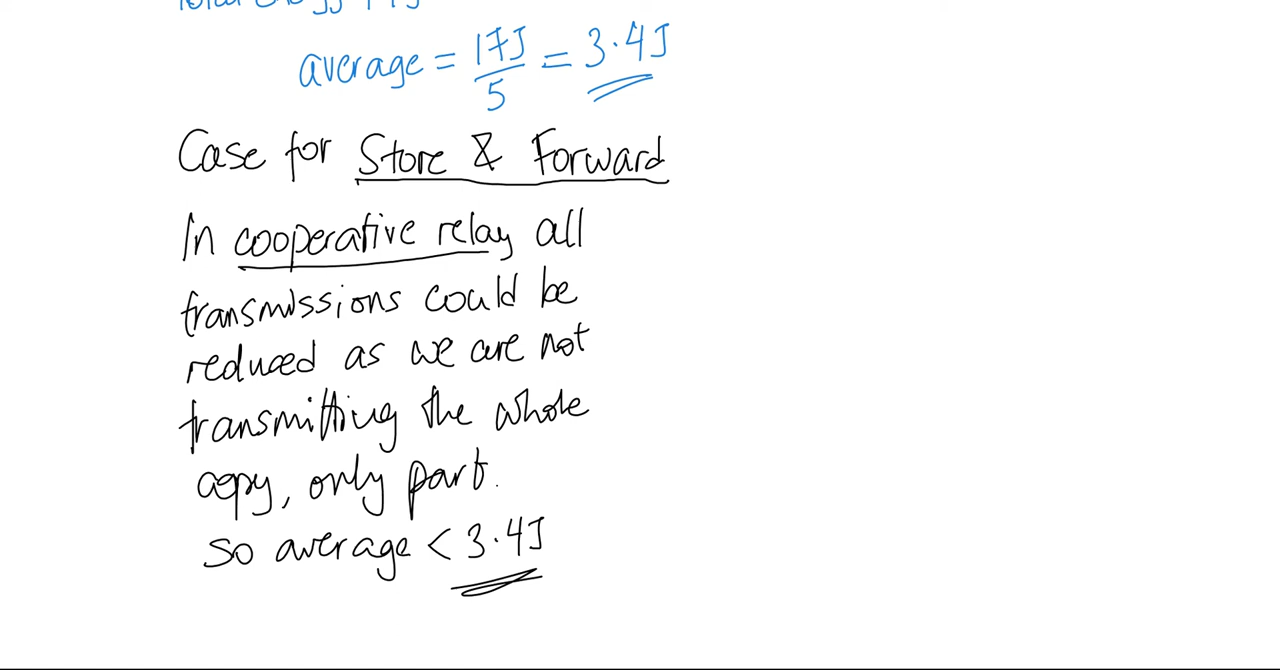 average = 17J / 5 = 3.4J
Case for Store & Forward
In cooperative relay all
transmissions could be
reduced as we are not
transmitting the whole
copy, only part.
so average < 3.4J